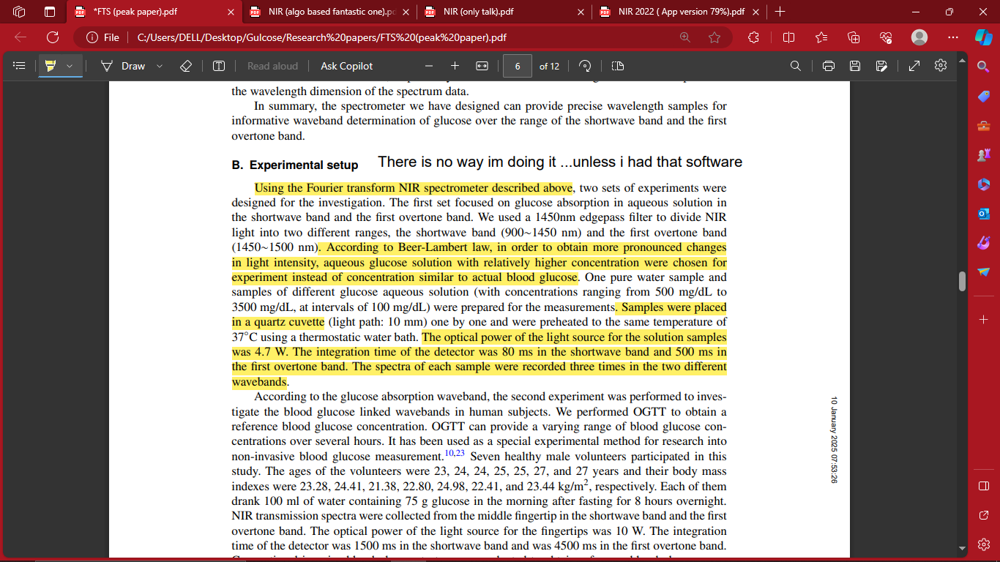 *FTS (peak paper).pdf
NIR (algo based fantastic one).pd
NIR (only talk).pdf
NIR 2022 ( App version 79%).pdf
File
C:/Users/DELL/Desktop/Gulcose/Research%20papers/FTS%20(peak%20paper).pdf
Draw
Read aloud
Ask Copilot
6
of 12
the wavelength dimension of the spectrum data.
In summary, the spectrometer we have designed can provide precise wavelength samples for
informative waveband determination of glucose over the range of the shortwave band and the first
overtone band.
B. Experimental setup
There is no way im doing it ...unless i had that software
Using the Fourier transform NIR spectrometer described above, two sets of experiments were
designed for the investigation. The first set focused on glucose absorption in aqueous solution in
the shortwave band and the first overtone band. We used a 1450nm edgepass filter to divide NIR
light into two different ranges, the shortwave band (900~1450 nm) and the first overtone band
(1450~1500 nm). According to Beer-Lambert law, in order to obtain more pronounced changes
in light intensity, aqueous glucose solution with relatively higher concentration were chosen for
experiment instead of concentration similar to actual blood glucose. One pure water sample and
samples of different glucose aqueous solution (with concentrations ranging from 500 mg/dL to
3500 mg/dL, at intervals of 100 mg/dL) were prepared for the measurements. Samples were placed
in a quartz cuvette (light path: 10 mm) one by one and were preheated to the same temperature of
37°C using a thermostatic water bath. The optical power of the light source for the solution samples
was 4.7 W. The integration time of the detector was 80 ms in the shortwave band and 500 ms in
the first overtone band. The spectra of each sample were recorded three times in the two different
wavebands.
According to the glucose absorption waveband, the second experiment was performed to inves-
tigate the blood glucose linked wavebands in human subjects. We performed OGTT to obtain a
reference blood glucose concentration. OGTT can provide a varying range of blood glucose con-
centrations over several hours. It has been used as a special experimental method for research into
non-invasive blood glucose measurement.10,23 Seven healthy male volunteers participated in this
study. The ages of the volunteers were 23, 24, 24, 25, 25, 27, and 27 years and their body mass
indexes were 23.28, 24.41, 21.38, 22.80, 24.98, 22.41, and 23.44 kg/m2, respectively. Each of them
drank 100 ml of water containing 75 g glucose in the morning after fasting for 8 hours overnight.
NIR transmission spectra were collected from the middle fingertip in the shortwave band and the first
overtone band. The optical power of the light source for the fingertips was 10 W. The integration
time of the detector was 1500 ms in the shortwave band and was 4500 ms in the first overtone band.
10 January 2025 07:53:26